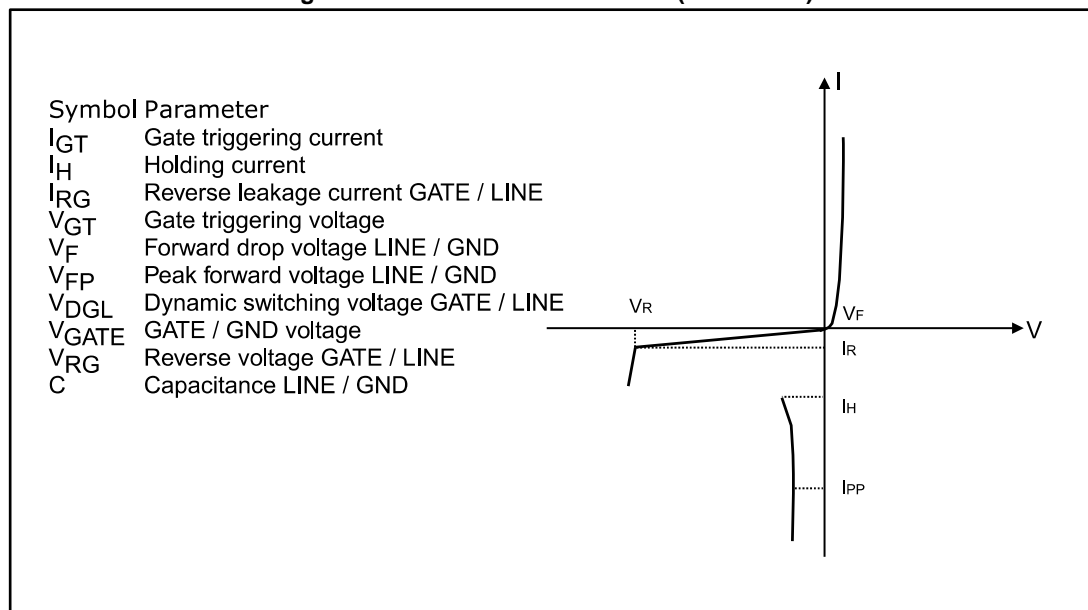 Symbol Parameter
IGT Gate triggering current
IH Holding current
IRG Reverse leakage current GATE / LINE
VGT Gate triggering voltage
VF Forward drop voltage LINE / GND
VFP Peak forward voltage LINE / GND
VDGL Dynamic switching voltage GATE / LINE
VGATE GATE / GND voltage
VRG Reverse voltage GATE / LINE
C Capacitance LINE / GND
I
VR
VF
V
IR
IH
IPP